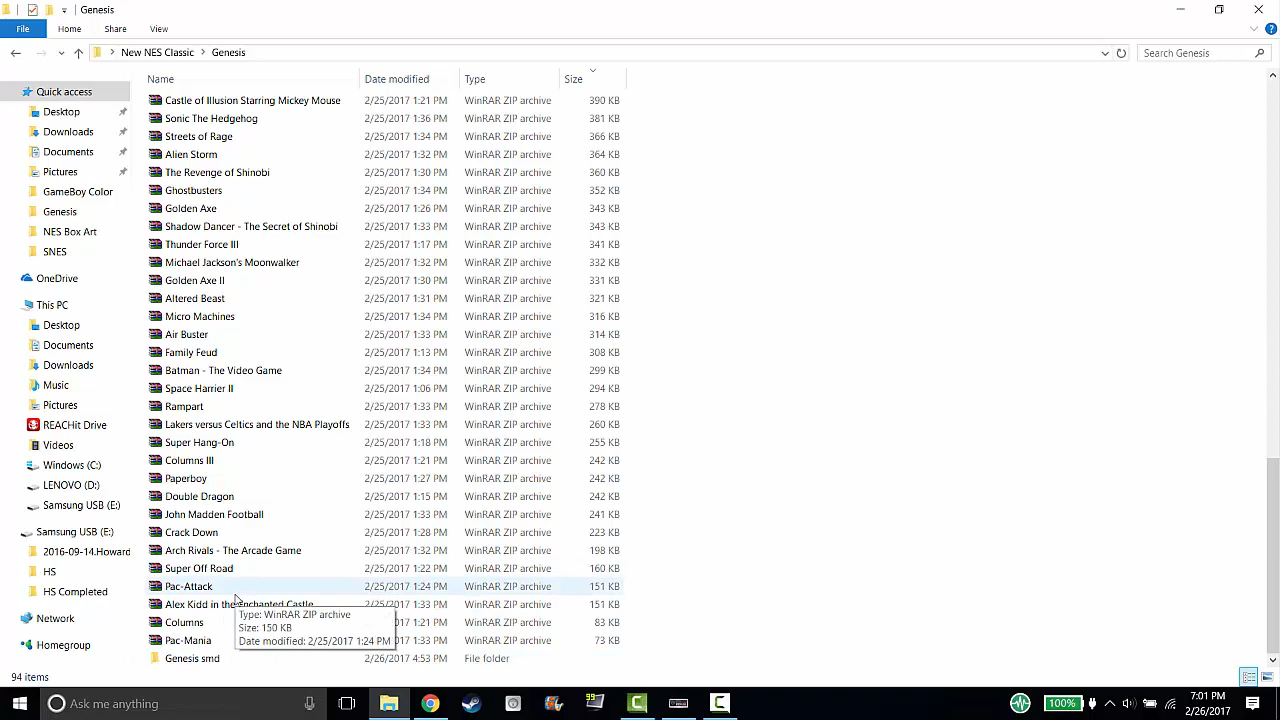 Genesis
File Home Share View
New NES Classic > Genesis
Search Genesis
Name Date modified Type Size
Quick access
Desktop
Downloads
Documents
Pictures
GameBoy Color
Genesis
NES Box Art
SNES
OneDrive
This PC
Desktop
Documents
Downloads
Music
Pictures
REACHit Drive
Videos
Windows (C:)
LENOVO (D:)
Samsung USB (E:)
Samsung USB (E:)
2016-09-14.Howard
HS
HS Completed
Network
Homegroup
Castle of Illusion Starring Mickey Mouse 2/25/2017 1:21 PM WinRAR ZIP archive 390 KB
Sonic The Hedgehog 2/25/2017 1:36 PM WinRAR ZIP archive 381 KB
Streets of Rage 2/25/2017 1:34 PM WinRAR ZIP archive 366 KB
Alien Storm 2/25/2017 1:32 PM WinRAR ZIP archive 364 KB
The Revenge of Shinobi 2/25/2017 1:30 PM WinRAR ZIP archive 360 KB
Ghostbusters 2/25/2017 1:34 PM WinRAR ZIP archive 352 KB
Golden Axe 2/25/2017 1:26 PM WinRAR ZIP archive 343 KB
Shadow Dancer - The Secret of Shinobi 2/25/2017 1:33 PM WinRAR ZIP archive 343 KB
Thunder Force III 2/25/2017 1:17 PM WinRAR ZIP archive 341 KB
Michael Jackson's Moonwalker 2/25/2017 1:32 PM WinRAR ZIP archive 332 KB
Golden Axe II 2/25/2017 1:30 PM WinRAR ZIP archive 331 KB
Altered Beast 2/25/2017 1:31 PM WinRAR ZIP archive 321 KB
Micro Machines 2/25/2017 1:34 PM WinRAR ZIP archive 316 KB
Air Buster 2/25/2017 1:34 PM WinRAR ZIP archive 314 KB
Family Feud 2/25/2017 1:13 PM WinRAR ZIP archive 308 KB
Batman - The Video Game 2/25/2017 1:34 PM WinRAR ZIP archive 299 KB
Space Harrier II 2/25/2017 1:06 PM WinRAR ZIP archive 294 KB
Rampart 2/25/2017 1:33 PM WinRAR ZIP archive 278 KB
Lakers versus Celtics and the NBA Playoffs 2/25/2017 1:33 PM WinRAR ZIP archive 260 KB
Super Hang-On 2/25/2017 1:18 PM WinRAR ZIP archive 255 KB
Columns III 2/25/2017 1:21 PM WinRAR ZIP archive 242 KB
Paperboy 2/25/2017 1:27 PM WinRAR ZIP archive 242 KB
Double Dragon 2/25/2017 1:15 PM WinRAR ZIP archive 242 KB
John Madden Football 2/25/2017 1:33 PM WinRAR ZIP archive 241 KB
Crack Down 2/25/2017 1:28 PM WinRAR ZIP archive 223 KB
Arch Rivals - The Arcade Game 2/25/2017 1:32 PM WinRAR ZIP archive 198 KB
Super Off Road 2/25/2017 1:22 PM WinRAR ZIP archive 160 KB
Pac-Attack 2/25/2017 1:24 PM WinRAR ZIP archive 151 KB
Alex Kidd in the Enchanted Castle 2/25/2017 1:33 PM WinRAR ZIP archive 151 KB
Columns 2/25/2017 1:21 PM WinRAR ZIP archive 83 KB
Pac-Mania 2/25/2017 1:24 PM WinRAR ZIP archive 73 KB
Genesis smd 2/26/2017 4:53 PM File folder
Type: WinRAR ZIP archive
Size: 150 KB
Date modified: 2/25/2017 1:24 PM
94 items
Ask me anything
99
100%
7:01 PM
2/26/2017